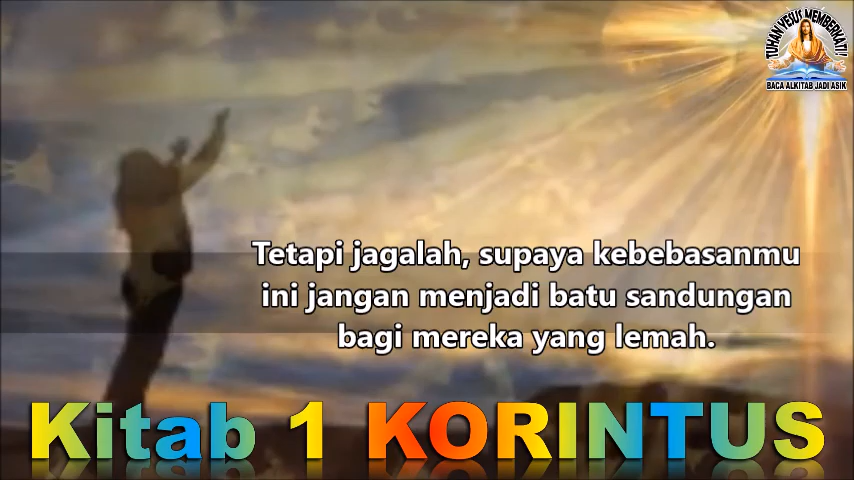 TUHAN YESUS MEMBERKATI
BACA ALKITAB JADI ASIK
Tetapi jagalah, supaya kebebasanmu
ini jangan menjadi batu sandungan
bagi mereka yang lemah.
Kitab 1 KORINTUS